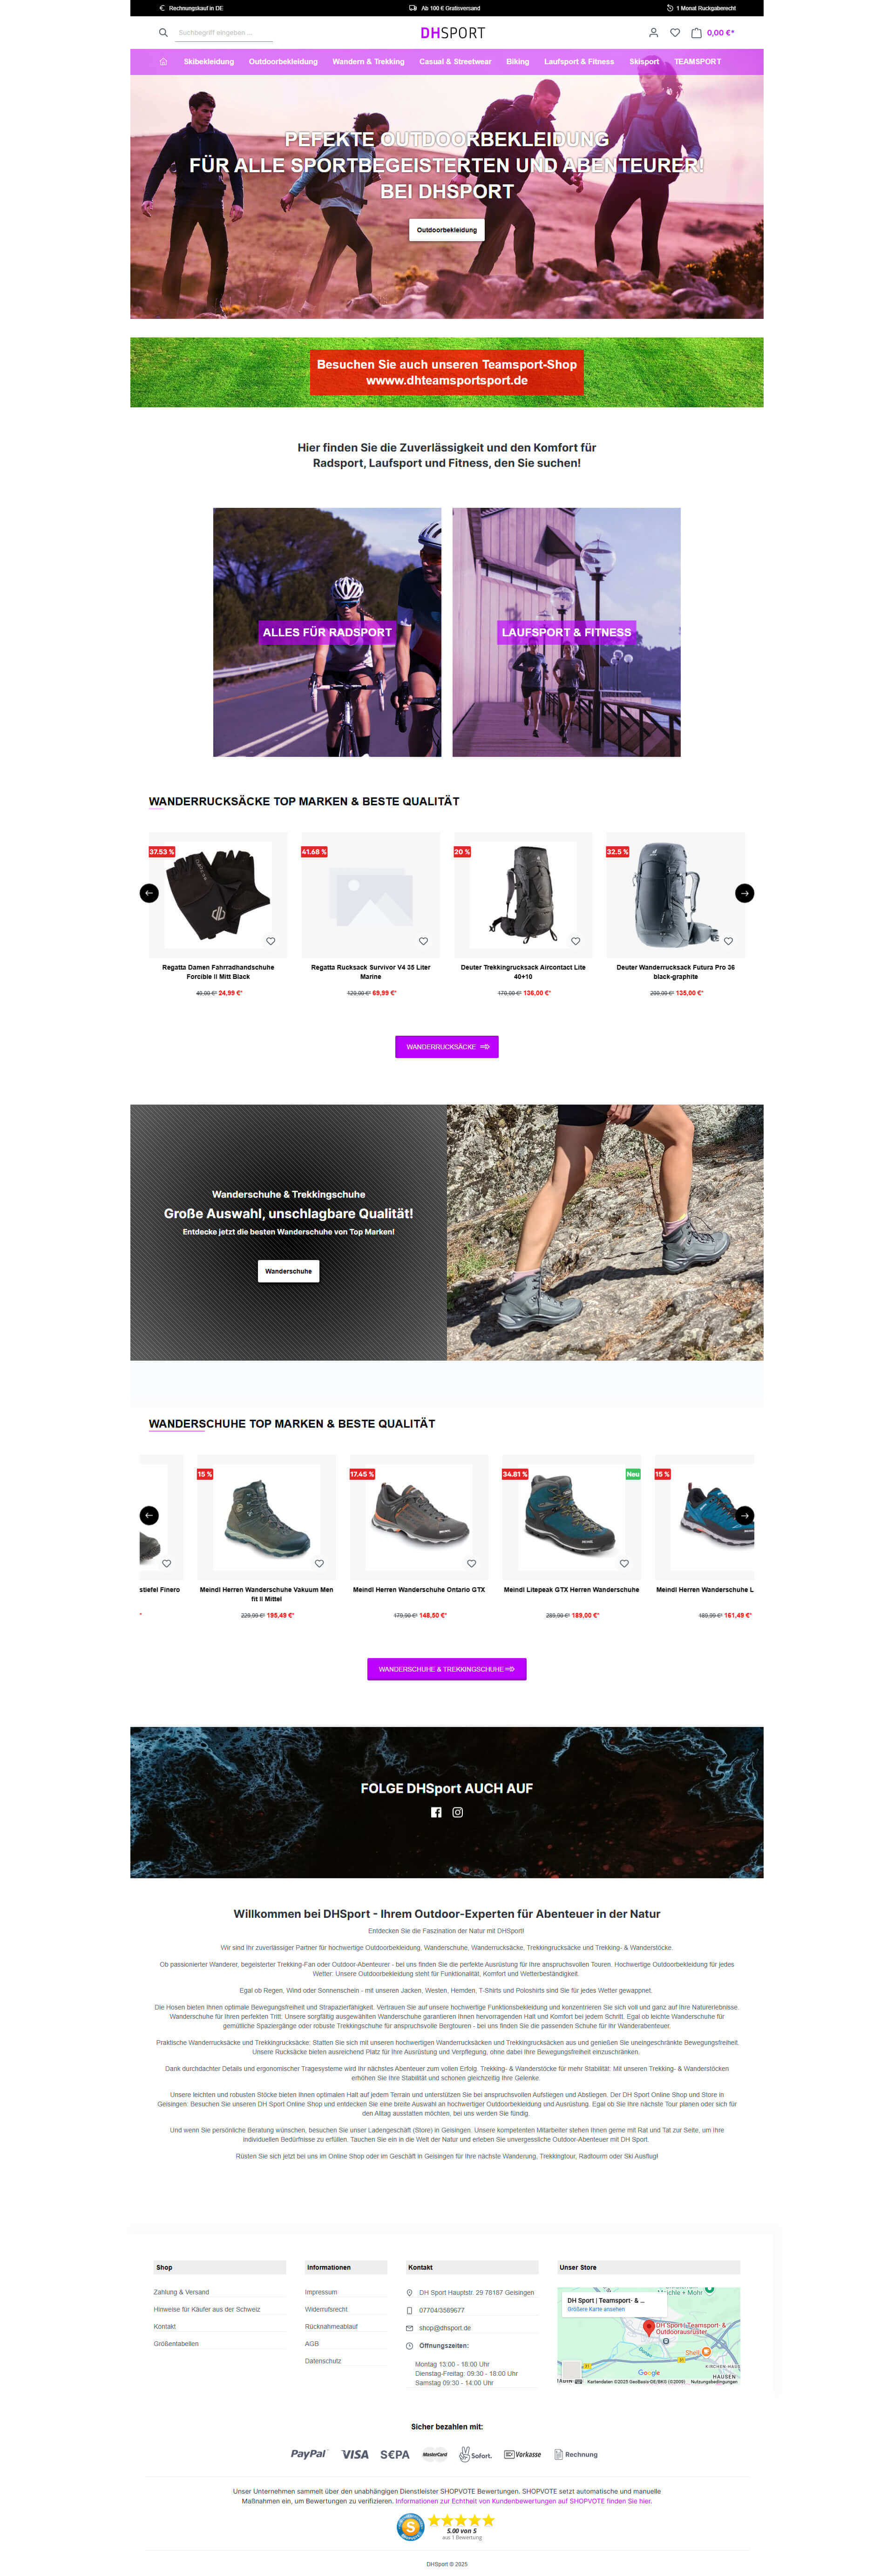 Rechnungskauf in DE
Ab 100 € Gratisversand
1 Monat Ruckgaberecht
Suchbegriff eingeben ...
DHSPORT
0,00 €*
Skibekleidung
Outdoorbekleidung
Wandern & Trekking
Casual & Streetwear
Biking
Laufsport & Fitness
Skisport
TEAMSPORT
PEFEKTE OUTDOORBEKLEIDUNG
FÜR ALLE SPORTBEGEISTERTEN UND ABENTEURER!
BEI DHSPORT
Outdoorbekleidung
Besuchen Sie auch unseren Teamsport-Shop
wwww.dhteamsportsport.de
Hier finden Sie die Zuverlässigkeit und den Komfort für
Radsport, Laufsport und Fitness, den Sie suchen!
ALLES FÜR RADSPORT
LAUFSPORT & FITNESS
WANDERRUCKSÄCKE TOP MARKEN & BESTE QUALITÄT
37.53 %
41.68 %
20 %
32.5 %
Regatta Damen Fahrradhandschuhe
Forcible II Mitt Black
40,00 €* 24,99 €*
Regatta Rucksack Survivor V4 35 Liter
Marine
120,00 €* 69,99 €*
Deuter Trekkingrucksack Aircontact Lite
40+10
170,00 €* 136,00 €*
Deuter Wanderrucksack Futura Pro 36
black-graphite
200,00 €* 135,00 €*
WANDERRUCKSÄCKE
Wanderschuhe & Trekkingschuhe
Große Auswahl, unschlagbare Qualität!
Entdecke jetzt die besten Wanderschuhe von Top Marken!
Wanderschuhe
WANDERSCHUHE TOP MARKEN & BESTE QUALITÄT
15 %
17.45 %
34.81 %
Neu
15 %
stiefel Finero
*
Meindl Herren Wanderschuhe Vakuum Men
fit II Mittel
229,99 €* 195,49 €*
Meindl Herren Wanderschuhe Ontario GTX
179,90 €* 148,50 €*
Meindl Litepeak GTX Herren Wanderschuhe
289,90 €* 189,00 €*
Meindl Herren Wanderschuhe L
189,99 €* 161,49 €*
WANDERSCHUHE & TREKKINGSCHUHE
FOLGE DHSport AUCH AUF
Willkommen bei DHSport - Ihrem Outdoor-Experten für Abenteuer in der Natur
Entdecken Sie die Faszination der Natur mit DHSport!
Wir sind Ihr zuverlässiger Partner für hochwertige Outdoorbekleidung, Wanderschuhe, Wanderrucksäcke, Trekkingrucksäcke und Trekking- & Wanderstöcke.
Ob passionierter Wanderer, begeisterter Trekking-Fan oder Outdoor-Abenteurer - bei uns finden Sie die perfekte Ausrüstung für Ihre anspruchsvollen Touren. Hochwertige Outdoorbekleidung für jedes
Wetter: Unsere Outdoorbekleidung steht für Funktionalität, Komfort und Wetterbeständigkeit.
Egal ob Regen, Wind oder Sonnenschein - mit unseren Jacken, Westen, Hemden, T-Shirts und Poloshirts sind Sie für jedes Wetter gewappnet.
Die Hosen bieten Ihnen optimale Bewegungsfreiheit und Strapazierfähigkeit. Vertrauen Sie auf unsere hochwertige Funktionsbekleidung und konzentrieren Sie sich voll und ganz auf Ihre Naturerlebnisse.
Wanderschuhe für Ihren perfekten Tritt: Unsere sorgfältig ausgewählten Wanderschuhe garantieren Ihnen hervorragenden Halt und Komfort bei jedem Schritt. Egal ob leichte Wanderschuhe für
gemütliche Spaziergänge oder robuste Trekkingschuhe für anspruchsvolle Bergtouren - bei uns finden Sie die passenden Schuhe für Ihr Wanderabenteuer.
Praktische Wanderrucksäcke und Trekkingrucksäcke: Statten Sie sich mit unseren hochwertigen Wanderrucksäcken und Trekkingrucksäcken aus und genießen Sie uneingeschränkte Bewegungsfreiheit.
Unsere Rucksäcke bieten ausreichend Platz für Ihre Ausrüstung und Verpflegung, ohne dabei Ihre Bewegungsfreiheit einzuschränken.
Dank durchdachter Details und ergonomischer Tragesysteme wird Ihr nächstes Abenteuer zum vollen Erfolg. Trekking- & Wanderstöcke für mehr Stabilität: Mit unseren Trekking- & Wanderstöcken
erhöhen Sie Ihre Stabilität und schonen gleichzeitig Ihre Gelenke.
Unsere leichten und robusten Stöcke bieten Ihnen optimalen Halt auf jedem Terrain und unterstützen Sie bei anspruchsvollen Aufstiegen und Abstiegen. Der DH Sport Online Shop und Store in
Geisingen: Besuchen Sie unseren DH Sport Online Shop und entdecken Sie eine breite Auswahl an hochwertiger Outdoorbekleidung und Ausrüstung. Egal ob Sie Ihre nächste Tour planen oder sich für
den Alltag ausstatten möchten, bei uns werden Sie fündig.
Und wenn Sie persönliche Beratung wünschen, besuchen Sie unser Ladengeschäft (Store) in Geisingen. Unsere kompetenten Mitarbeiter stehen Ihnen gerne mit Rat und Tat zur Seite, um Ihre
individuellen Bedürfnisse zu erfüllen. Tauchen Sie ein in die Welt der Natur und erleben Sie unvergessliche Outdoor-Abenteuer mit DH Sport.
Rüsten Sie sich jetzt bei uns im Online Shop oder im Geschäft in Geisingen für Ihre nächste Wanderung, Trekkingtour, Radtourm oder Ski Ausflug!
Shop
Zahlung & Versand
Hinweise für Käufer aus der Schweiz
Kontakt
Größentabellen
Informationen
Impressum
Widerrufsrecht
Rücknahmeablauf
AGB
Datenschutz
Kontakt
DH Sport Hauptstr. 29 78187 Geisingen
07704/3589677
shop@dhsport.de
Öffnungszeiten:
Montag 13:00 - 18:00 Uhr
Dienstag-Freitag: 09:30 - 18:00 Uhr
Samstag 09:30 - 14:00 Uhr
Unser Store
DH Sport | Teamsport- & ...
Größere Karte ansehen
DH Sport | Teamsport- &
Outdoorausrüster
Shell
KIRCHEN-HAUSEN
Google
Kartendaten ©2025 GeoBasis-DE/BKG (©2009)
Nutzungsbedingungen
Sicher bezahlen mit:
PayPal
VISA
S€PA
MasterCard
Sofort.
Vorkasse
Rechnung
Unser Unternehmen sammelt über den unabhängigen Dienstleister SHOPVOTE Bewertungen. SHOPVOTE setzt automatische und manuelle
Maßnahmen ein, um Bewertungen zu verifizieren. Informationen zur Echtheit von Kundenbewertungen auf SHOPVOTE finden Sie hier.
5.00 von 5
aus 1 Bewertung
DHSport © 2025